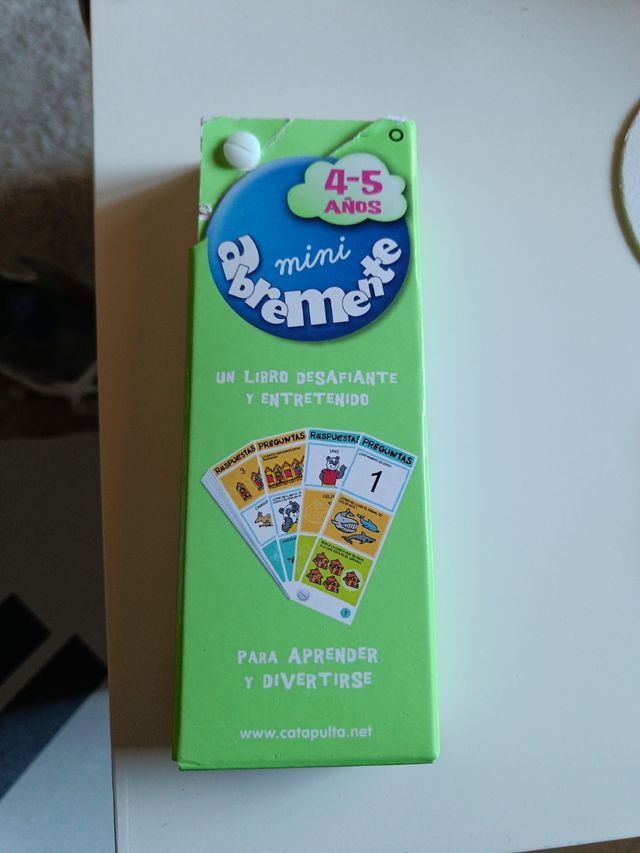 4-5
AÑOS
mini
abremente
UN LIBRO DESAFIANTE
Y ENTRETENIDO
RESPUESTAS
PREGUNTAS
RESPUESTAS
PREGUNTAS
3
UNO
1
PARA APRENDER
Y DIVERTIRSE
www.catapulta.net